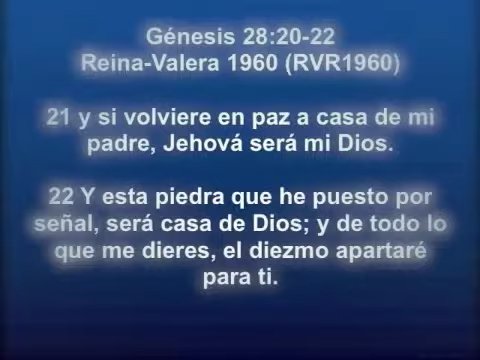 Génesis 28:20-22
Reina-Valera 1960 (RVR1960)
21 y si volviere en paz a casa de mi
padre, Jehová será mi Dios.
22 Y esta piedra que he puesto por
señal, será casa de Dios; y de todo lo
que me dieres, el diezmo apartaré
para ti.